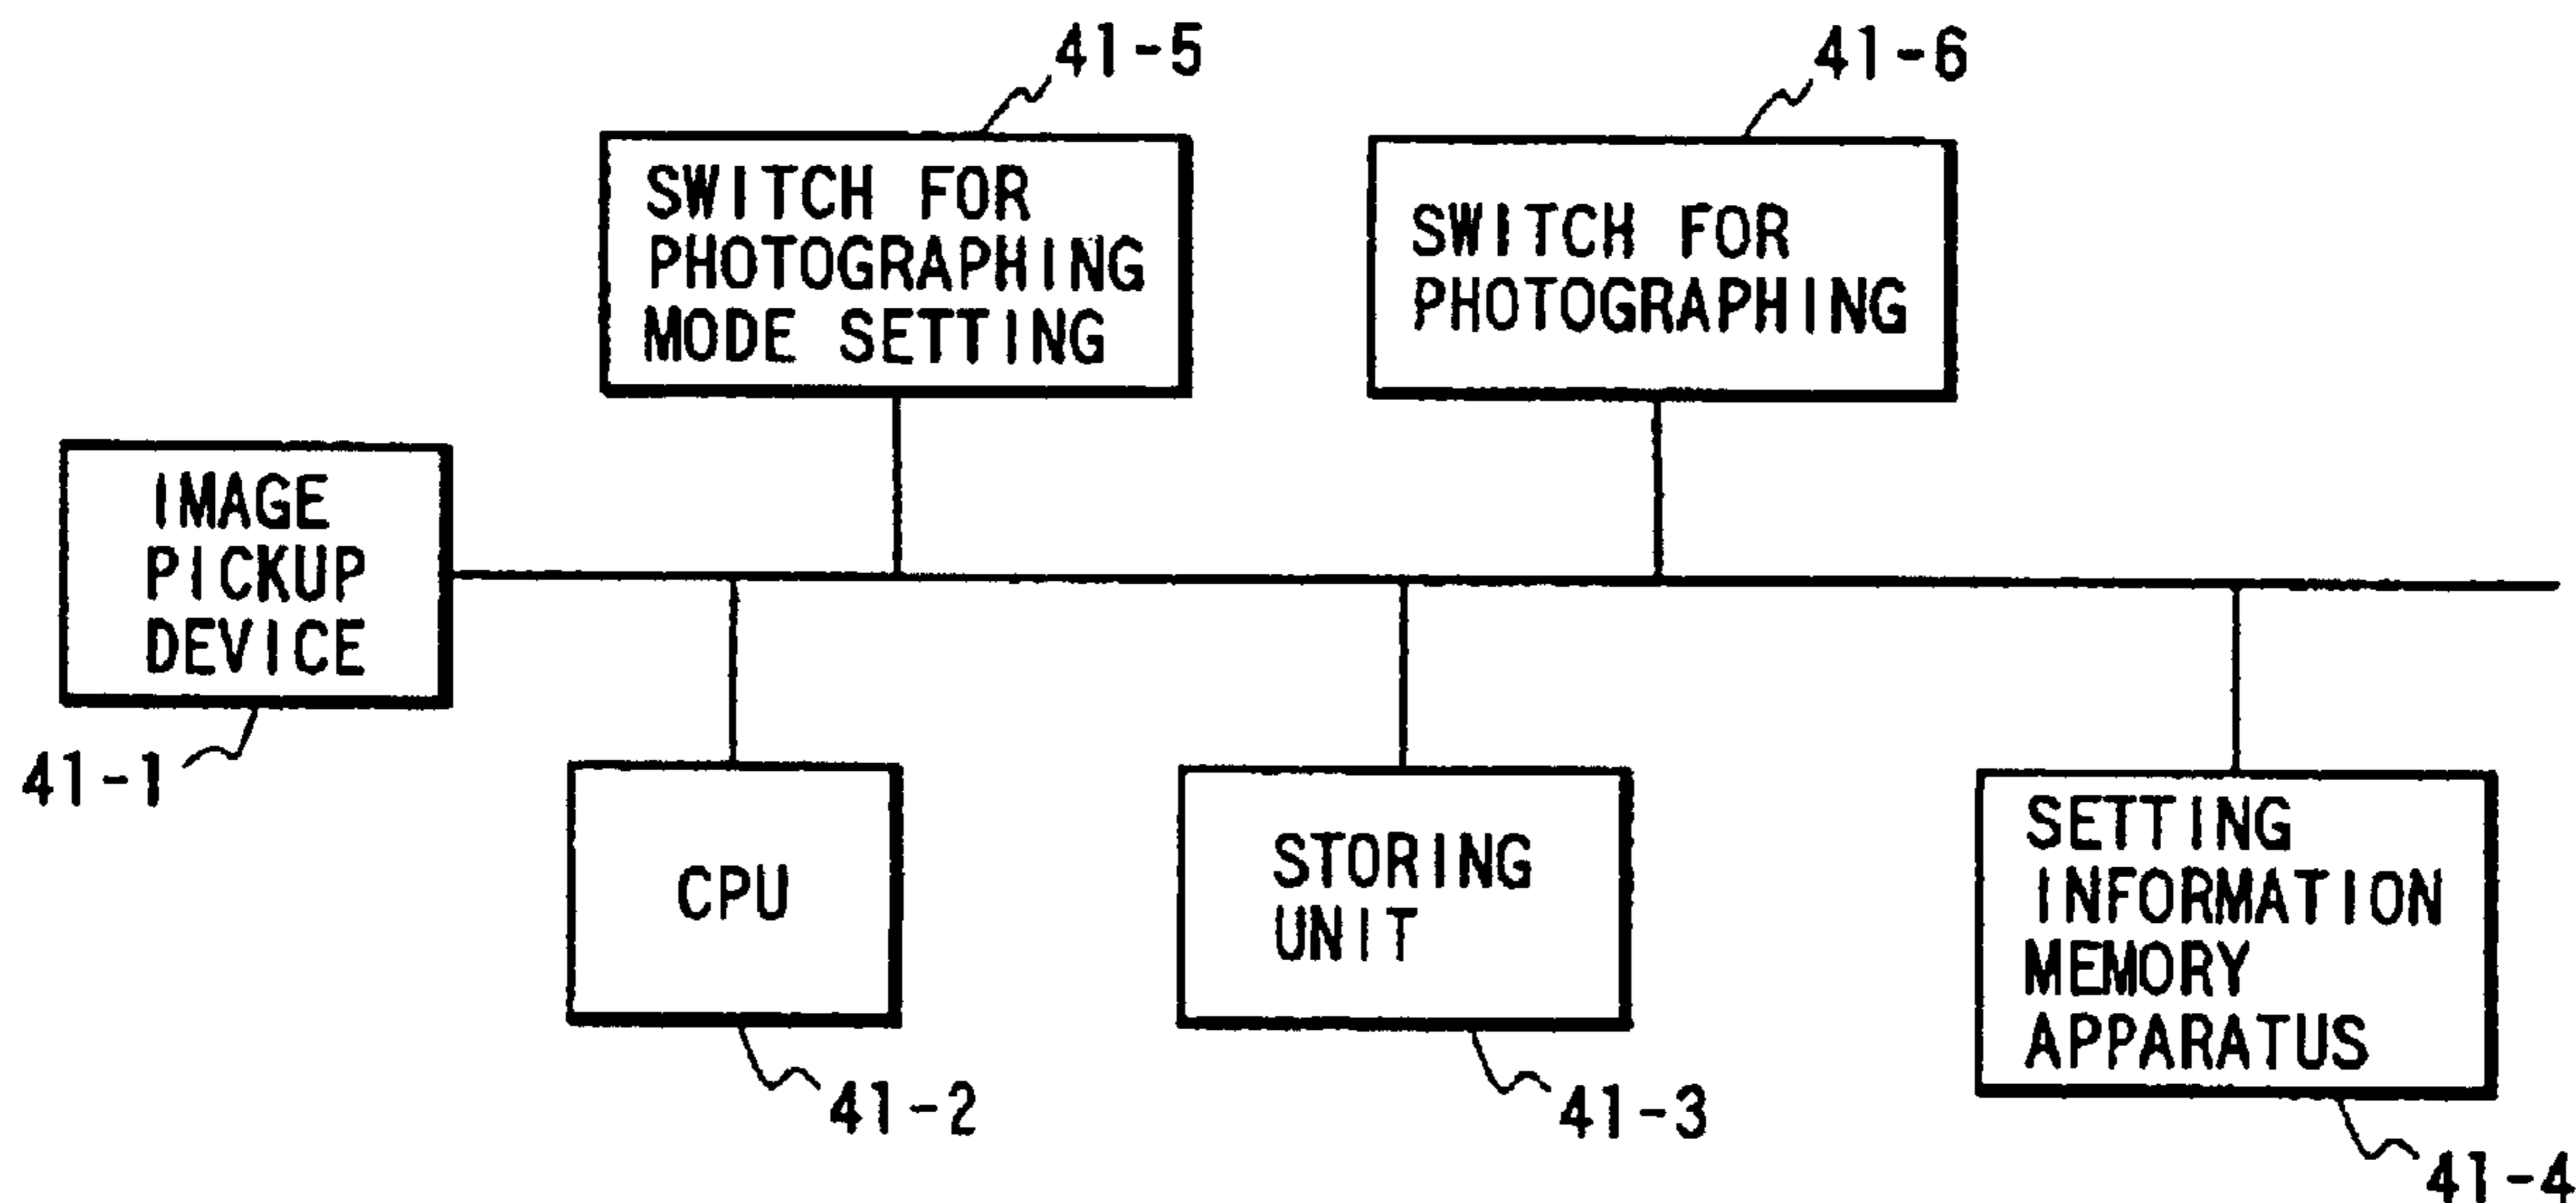 41-5
41-6
SWITCH FOR
PHOTOGRAPHING
MODE SETTING
SWITCH FOR
PHOTOGRAPHING
IMAGE
PICKUP
DEVICE
41-1
CPU
41-2
STORING
UNIT
41-3
SETTING
INFORMATION
MEMORY
APPARATUS
41-4